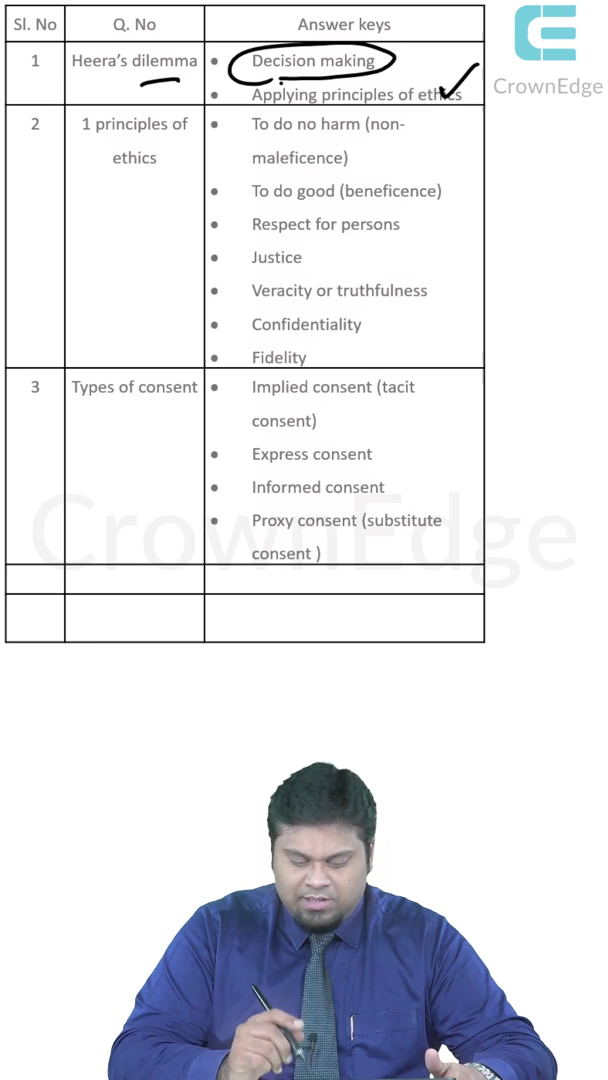 Sl. No Q. No Answer keys
CrownEdge
1 Heera's dilemma • Decision making
• Applying principles of ethics
2 1 principles of • To do no harm (non-
ethics maleficence)
• To do good (beneficence)
• Respect for persons
• Justice
• Veracity or truthfulness
• Confidentiality
• Fidelity
3 Types of consent • Implied consent (tacit
consent)
• Express consent
• Informed consent
• Proxy consent (substitute
consent )
CrownEdge